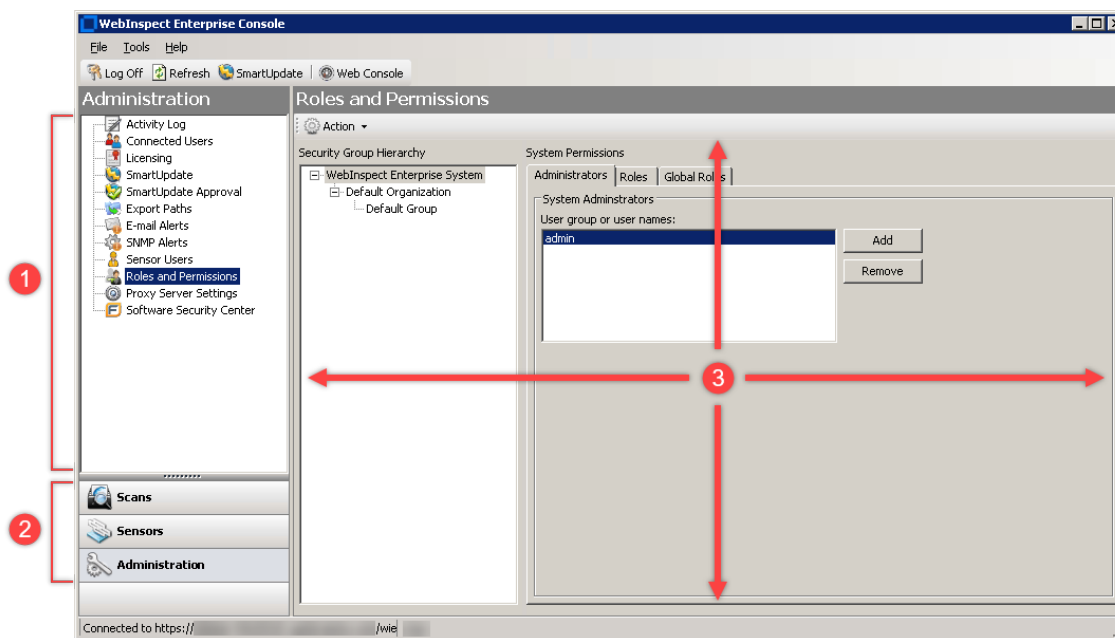 WebInspect Enterprise Console
File Tools Help
Log Off Refresh SmartUpdate Web Console
Administration
Activity Log
Connected Users
Licensing
SmartUpdate
SmartUpdate Approval
Export Paths
E-mail Alerts
SNMP Alerts
Sensor Users
Roles and Permissions
Proxy Server Settings
Software Security Center
1
Scans
Sensors
Administration
2
Roles and Permissions
Action
Security Group Hierarchy
WebInspect Enterprise System
Default Organization
Default Group
System Permissions
Administrators Roles Global Roles
System Adminstrators
User group or user names:
admin
Add
Remove
3
Connected to https:// /wie